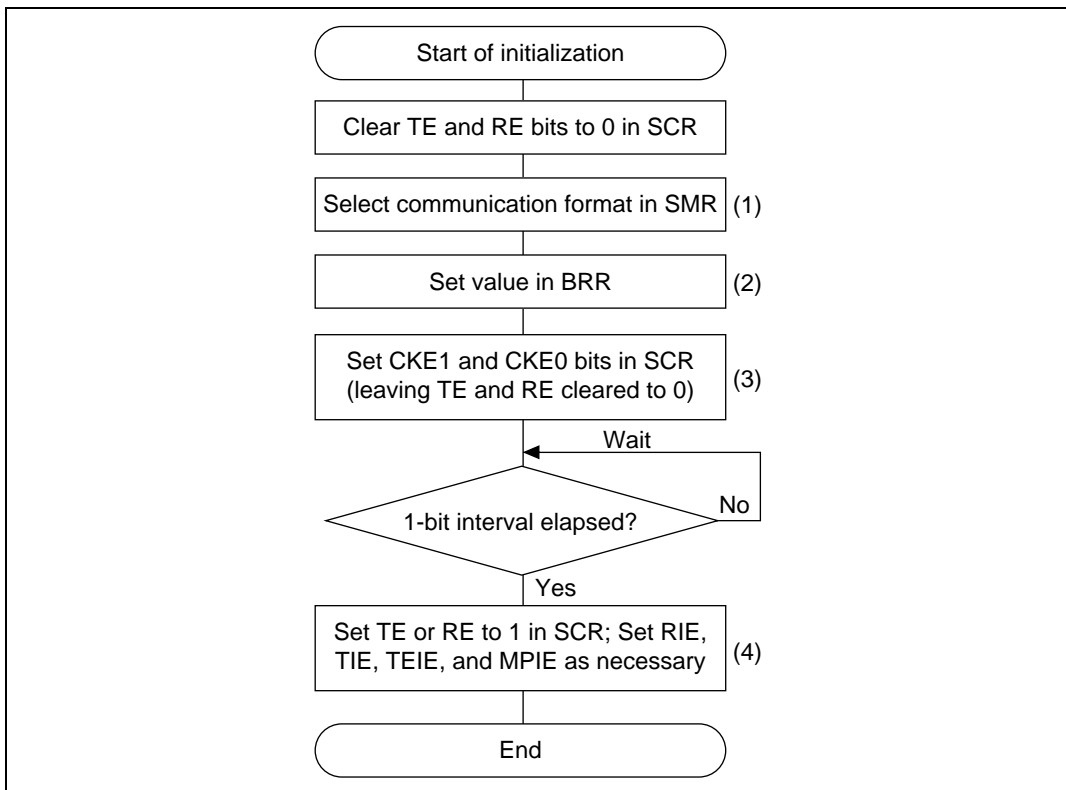 Start of initialization
Clear TE and RE bits to 0 in SCR
Select communication format in SMR
(1)
Set value in BRR
(2)
Set CKE1 and CKE0 bits in SCR
(leaving TE and RE cleared to 0)
(3)
Wait
1-bit interval elapsed?
No
Yes
Set TE or RE to 1 in SCR; Set RIE,
TIE, TEIE, and MPIE as necessary
(4)
End